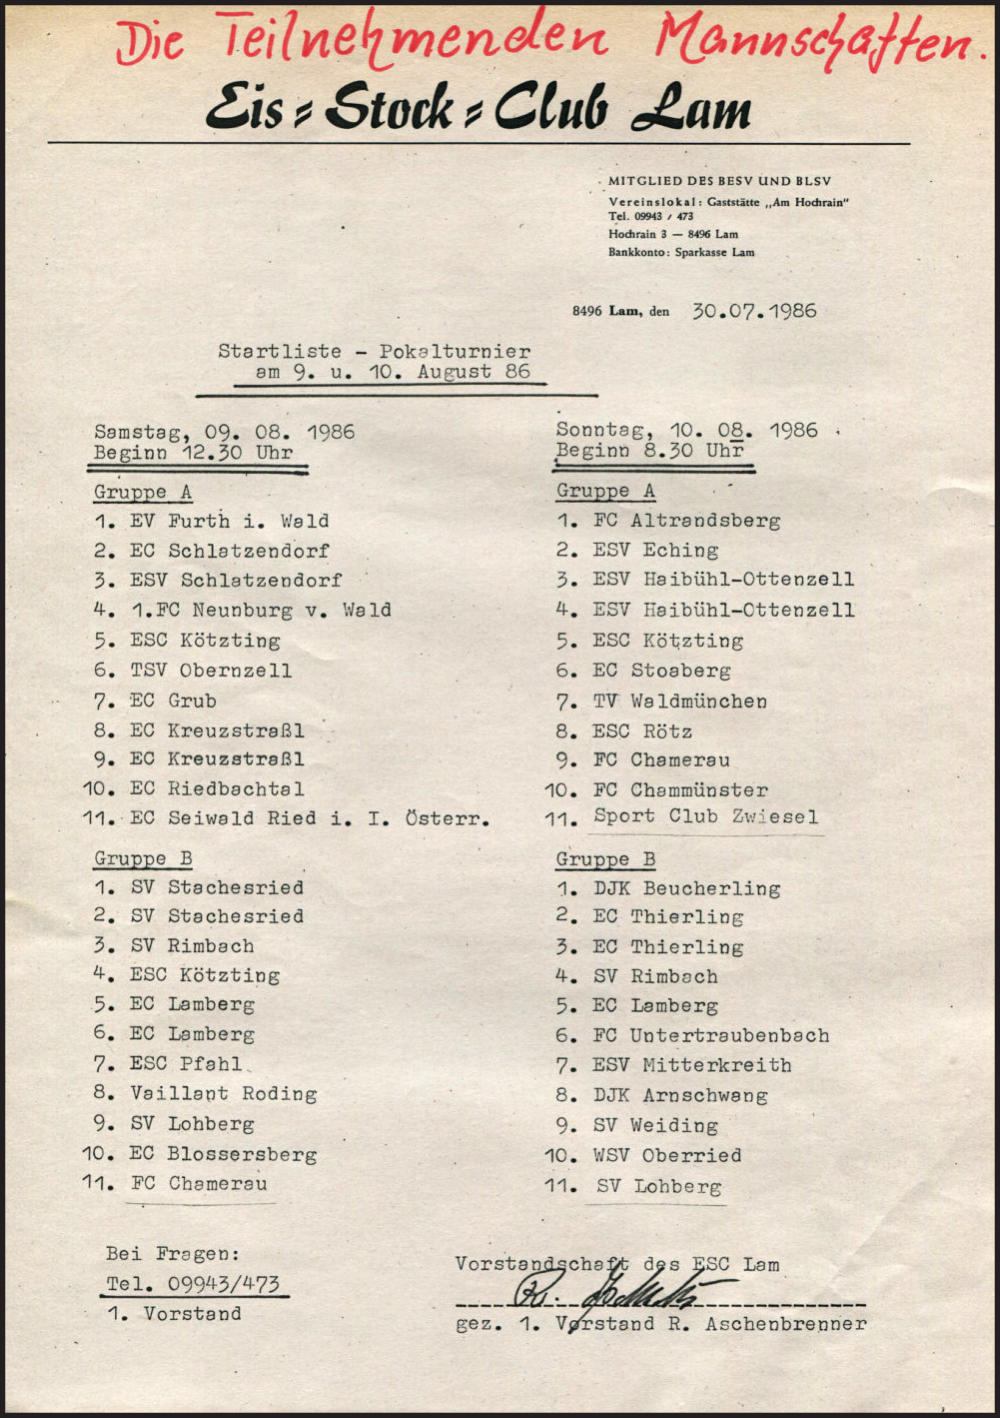 Die Teilnehmenden Mannschaften.
Eis-Stock-Club Lam
MITGLIED DES BESV UND BLSV
Vereinslokal: Gaststätte „Am Hochrain“
Tel. 09943 / 473
Hochrain 3 — 8496 Lam
Bankkonto: Sparkasse Lam
8496 Lam, den 30.07.1986
Startliste - Pokalturnier
am 9. u. 10. August 86
Samstag, 09. 08. 1986
Beginn 12.30 Uhr
Gruppe A
1. EV Furth i. Wald
2. EC Schlatzendorf
3. ESV Schlatzendorf
4. 1.FC Neunburg v. Wald
5. ESC Kötzting
6. TSV Obernzell
7. EC Grub
8. EC Kreuzstraßl
9. EC Kreuzstraßl
10. EC Riedbachtal
11. EC Seiwald Ried i. I. Österr.
Gruppe B
1. SV Stachesried
2. SV Stachesried
3. SV Rimbach
4. ESC Kötzting
5. EC Lamberg
6. EC Lamberg
7. ESC Pfahl
8. Vaillant Roding
9. SV Lohberg
10. EC Blossersberg
11. FC Chamerau
Sonntag, 10. 08. 1986
Beginn 8.30 Uhr
Gruppe A
1. FC Altrandsberg
2. ESV Eching
3. ESV Haibühl-Ottenzell
4. ESV Haibühl-Ottenzell
5. ESC Kötzting
6. EC Stoaberg
7. TV Waldmünchen
8. ESC Rötz
9. FC Chamerau
10. FC Chammünster
11. Sport Club Zwiesel
Gruppe B
1. DJK Beucherling
2. EC Thierling
3. EC Thierling
4. SV Rimbach
5. EC Lamberg
6. FC Untertraubenbach
7. ESV Mitterkreith
8. DJK Arnschwang
9. SV Weiding
10. WSV Oberried
11. SV Lohberg
Bei Fragen:
Tel. 09943/473
1. Vorstand
Vorstandschaft des ESC Lam
gez. 1. Vorstand R. Aschenbrenner